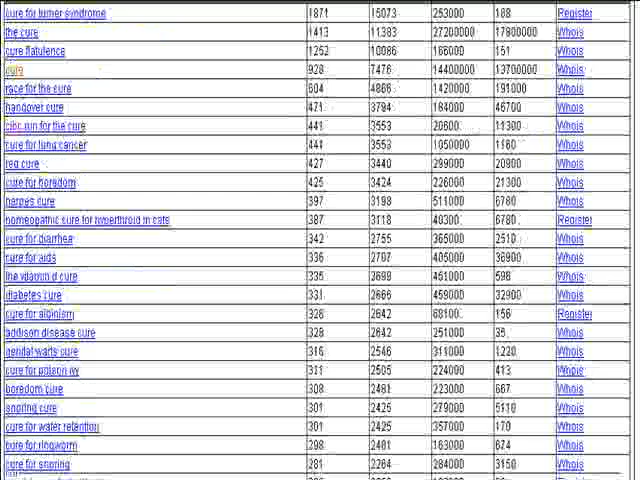 cure for turner syndrome 1871 15073 253000 188 Register
the cure 1413 11383 27200000 17800000 Whois
cure flatulence 1252 10086 166000 151 Whois
cure 928 7476 14400000 13700000 Whois
race for the cure 604 4866 1420000 191000 Whois
hangover cure 471 3794 184000 46700 Whois
cibc run for the cure 441 3553 20600 11300 Whois
cure for lung cancer 441 3553 1050000 1160 Whois
red cure 427 3440 299000 20900 Whois
cure for boredom 425 3424 226000 21300 Whois
herpes cure 397 3198 511000 6780 Whois
homeopathic cure for hyperthroid in cats 387 3118 40300 6780 Register
cure for diarrhea 342 2755 365000 2510 Whois
cure for aids 336 2707 405000 36900 Whois
the vitamin d cure 335 2699 461000 598 Whois
diabetes cure 331 2666 459000 32900 Whois
cure for albinism 328 2642 68100 156 Register
addison disease cure 328 2642 251000 35 Whois
genital warts cure 316 2546 311000 1220 Whois
cure for poison ivy 311 2505 224000 413 Whois
boredom cure 308 2481 223000 667 Whois
snoring cure 301 2425 279000 5110 Whois
cure for water retention 301 2425 357000 170 Whois
cure for ringworm 298 2401 163000 674 Whois
cure for snoring 281 2264 284000 3150 Whois